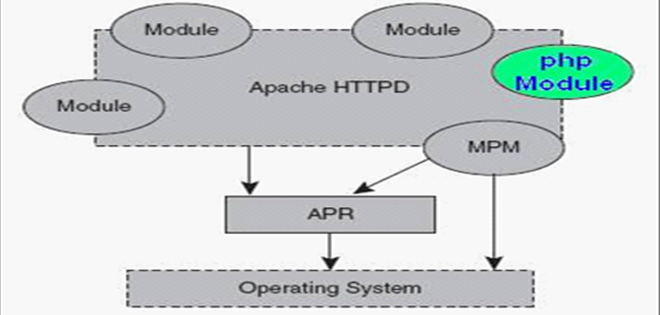 Module
Module
php
Module
Apache HTTPD
Module
MPM
APR
Operating System